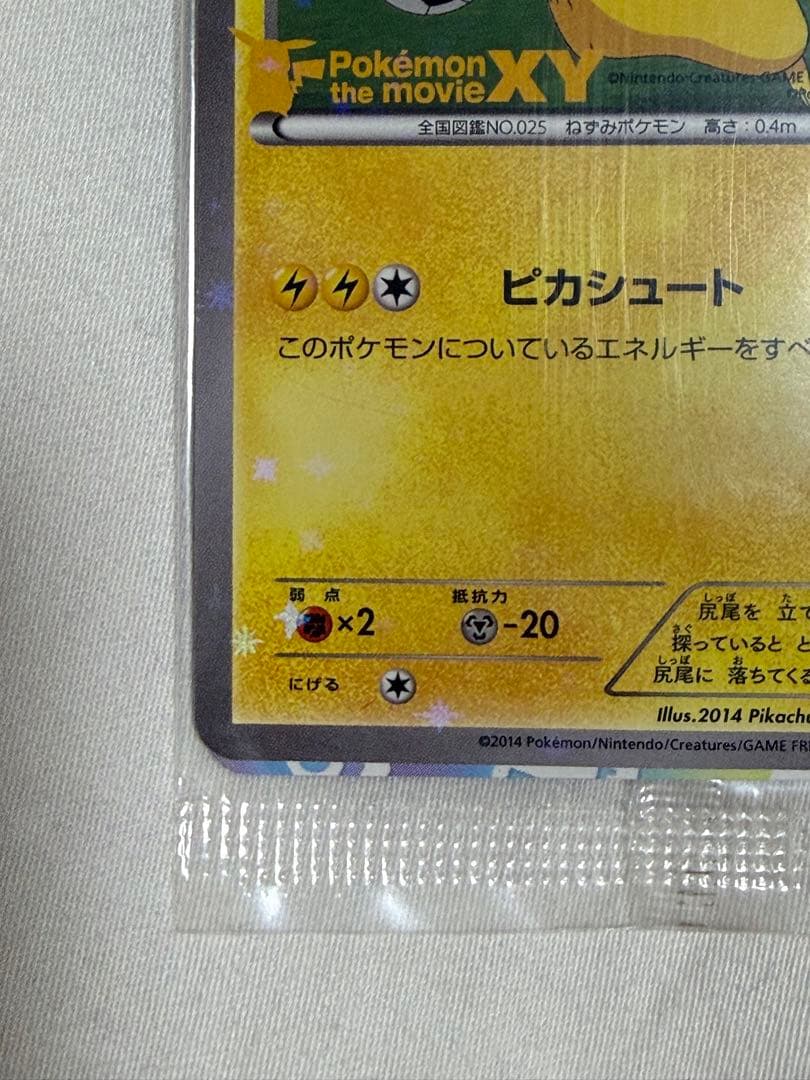 Pokémon
the movie XY
©Nintendo・Creatures・GAME
全国図鑑NO.025 ねずみポケモン 高さ:0.4m
ピカシュート
このポケモンについているエネルギーをすべ
弱点 抵抗力
×2 -20
にげる
しっぽ た
尻尾を 立て
さぐ
探っていると と
しっぽ お
尻尾に 落ちてくる
Illus.2014 Pikachu
©2014 Pokémon/Nintendo/Creatures/GAME FRE